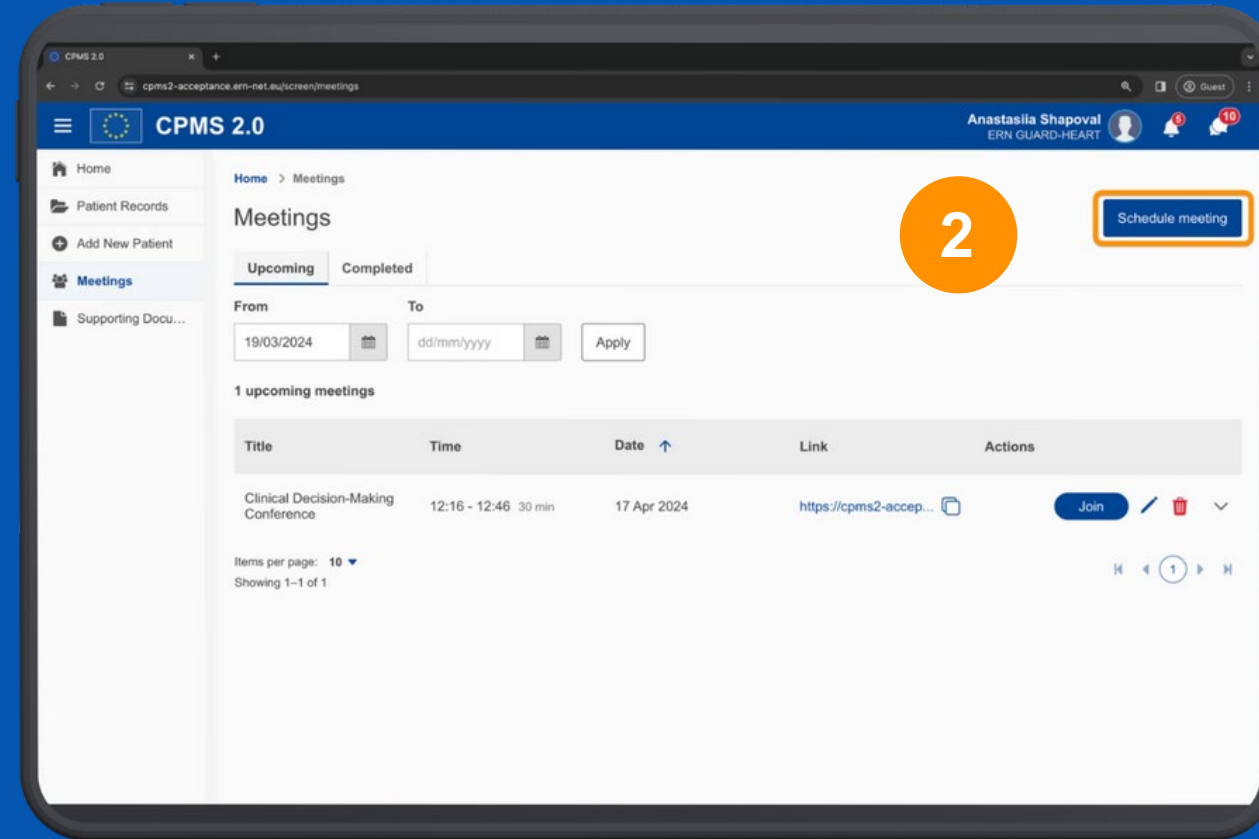 CPMS 2.0
cpms2-acceptance.ern-net.eu/screen/meetings
Guest
CPMS 2.0
Anastasiia Shapoval
ERN GUARD-HEART
5
10
Home
Patient Records
Add New Patient
Meetings
Supporting Docu...
Home > Meetings
Meetings
2
Schedule meeting
Upcoming Completed
From To
19/03/2024 dd/mm/yyyy Apply
1 upcoming meetings
Title Time Date Link Actions
Clinical Decision-Making
Conference
12:16 - 12:46 30 min 17 Apr 2024 https://cpms2-accep... Join
Items per page: 10
Showing 1–1 of 1
1